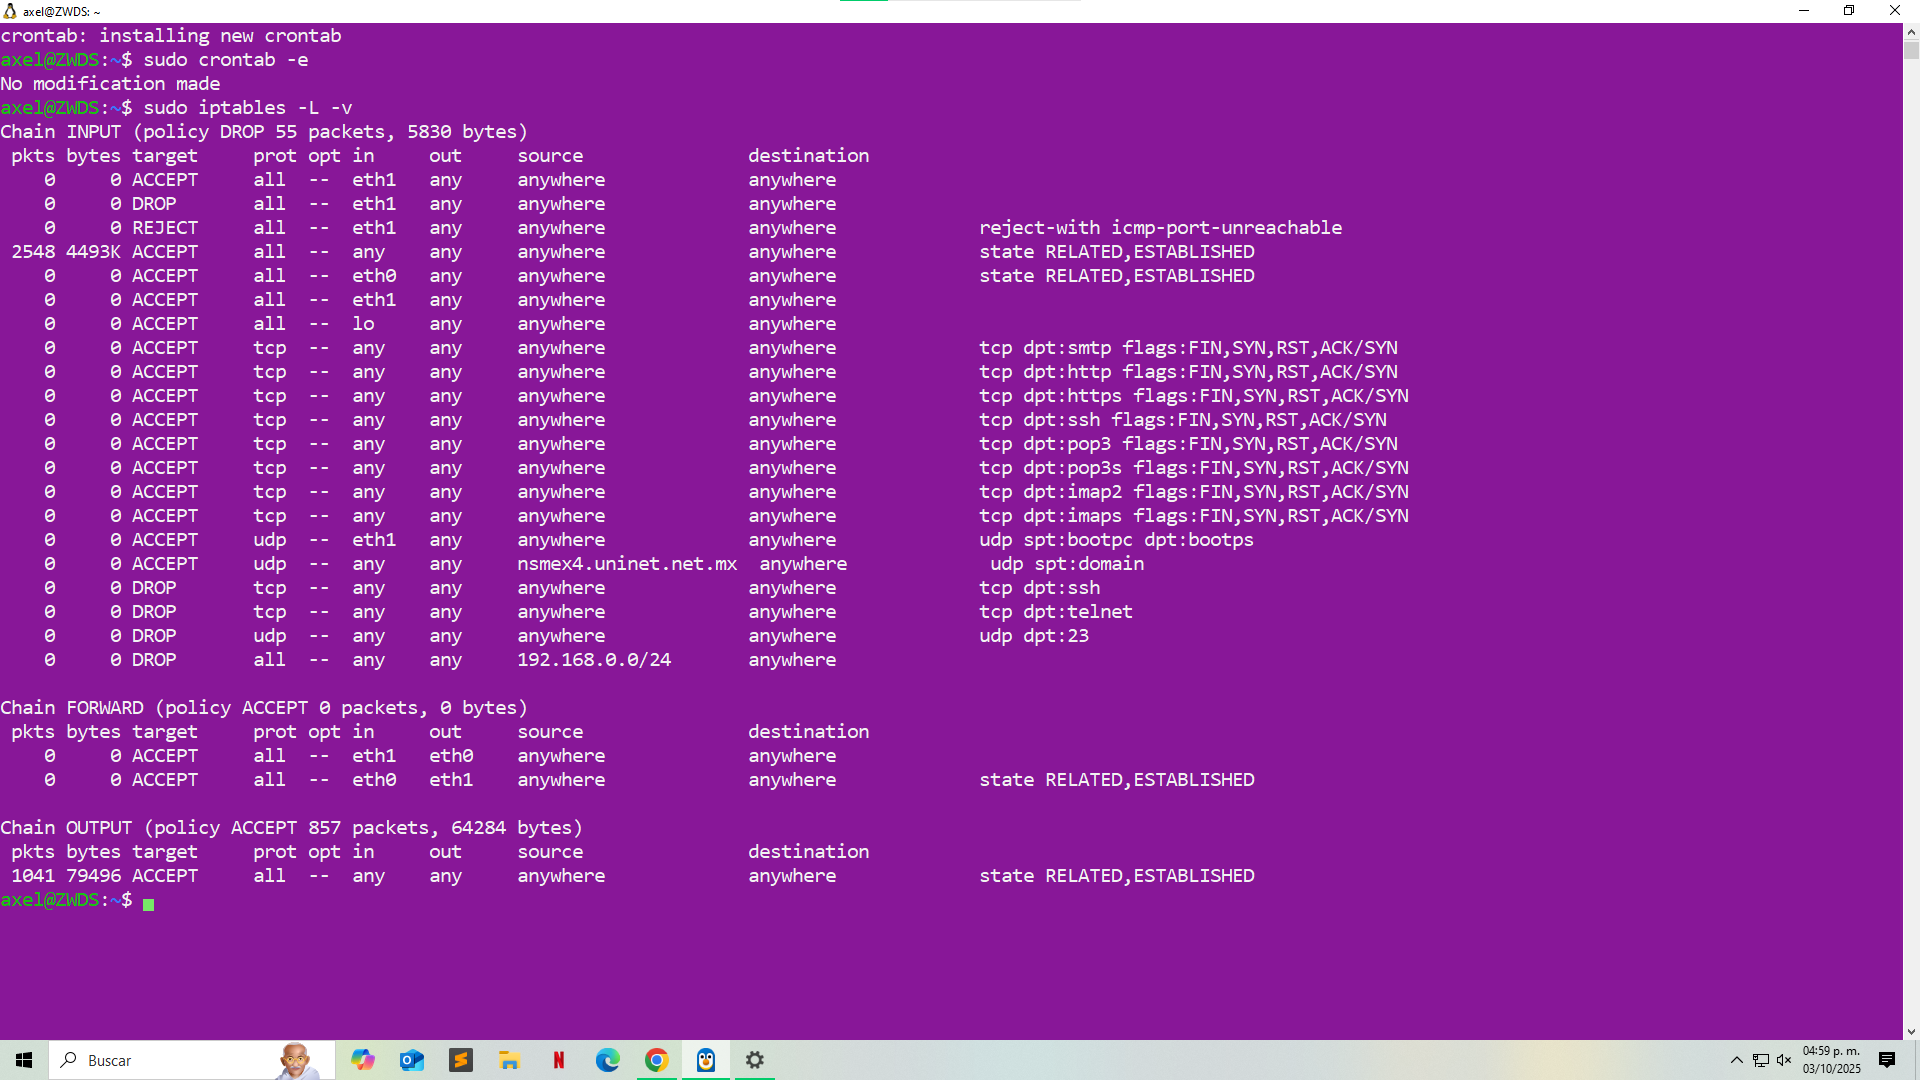 axel@ZWDS: ~
crontab: installing new crontab
axel@ZWDS:~$ sudo crontab -e
No modification made
axel@ZWDS:~$ sudo iptables -L -v
Chain INPUT (policy DROP 55 packets, 5830 bytes)
 pkts bytes target     prot opt in     out     source               destination
    0     0 ACCEPT     all  --  eth1   any     anywhere             anywhere
    0     0 DROP       all  --  eth1   any     anywhere             anywhere
    0     0 REJECT     all  --  eth1   any     anywhere             anywhere             reject-with icmp-port-unreachable
 2548 4493K ACCEPT     all  --  any    any     anywhere             anywhere             state RELATED,ESTABLISHED
    0     0 ACCEPT     all  --  eth0   any     anywhere             anywhere             state RELATED,ESTABLISHED
    0     0 ACCEPT     all  --  eth1   any     anywhere             anywhere
    0     0 ACCEPT     all  --  lo     any     anywhere             anywhere
    0     0 ACCEPT     tcp  --  any    any     anywhere             anywhere             tcp dpt:smtp flags:FIN,SYN,RST,ACK/SYN
    0     0 ACCEPT     tcp  --  any    any     anywhere             anywhere             tcp dpt:http flags:FIN,SYN,RST,ACK/SYN
    0     0 ACCEPT     tcp  --  any    any     anywhere             anywhere             tcp dpt:https flags:FIN,SYN,RST,ACK/SYN
    0     0 ACCEPT     tcp  --  any    any     anywhere             anywhere             tcp dpt:ssh flags:FIN,SYN,RST,ACK/SYN
    0     0 ACCEPT     tcp  --  any    any     anywhere             anywhere             tcp dpt:pop3 flags:FIN,SYN,RST,ACK/SYN
    0     0 ACCEPT     tcp  --  any    any     anywhere             anywhere             tcp dpt:pop3s flags:FIN,SYN,RST,ACK/SYN
    0     0 ACCEPT     tcp  --  any    any     anywhere             anywhere             tcp dpt:imap2 flags:FIN,SYN,RST,ACK/SYN
    0     0 ACCEPT     tcp  --  any    any     anywhere             anywhere             tcp dpt:imaps flags:FIN,SYN,RST,ACK/SYN
    0     0 ACCEPT     udp  --  eth1   any     anywhere             anywhere             udp spt:bootpc dpt:bootps
    0     0 ACCEPT     udp  --  any    any     nsmex4.uninet.net.mx  anywhere             udp spt:domain
    0     0 DROP       tcp  --  any    any     anywhere             anywhere             tcp dpt:ssh
    0     0 DROP       tcp  --  any    any     anywhere             anywhere             tcp dpt:telnet
    0     0 DROP       udp  --  any    any     anywhere             anywhere             udp dpt:23
    0     0 DROP       all  --  any    any     192.168.0.0/24       anywhere
Chain FORWARD (policy ACCEPT 0 packets, 0 bytes)
 pkts bytes target     prot opt in     out     source               destination
    0     0 ACCEPT     all  --  eth1   eth0    anywhere             anywhere
    0     0 ACCEPT     all  --  eth0   eth1    anywhere             anywhere             state RELATED,ESTABLISHED
Chain OUTPUT (policy ACCEPT 857 packets, 64284 bytes)
 pkts bytes target     prot opt in     out     source               destination
 1041 79496 ACCEPT     all  --  any    any     anywhere             anywhere             state RELATED,ESTABLISHED
axel@ZWDS:~$
Buscar
04:59 p. m.
03/10/2025